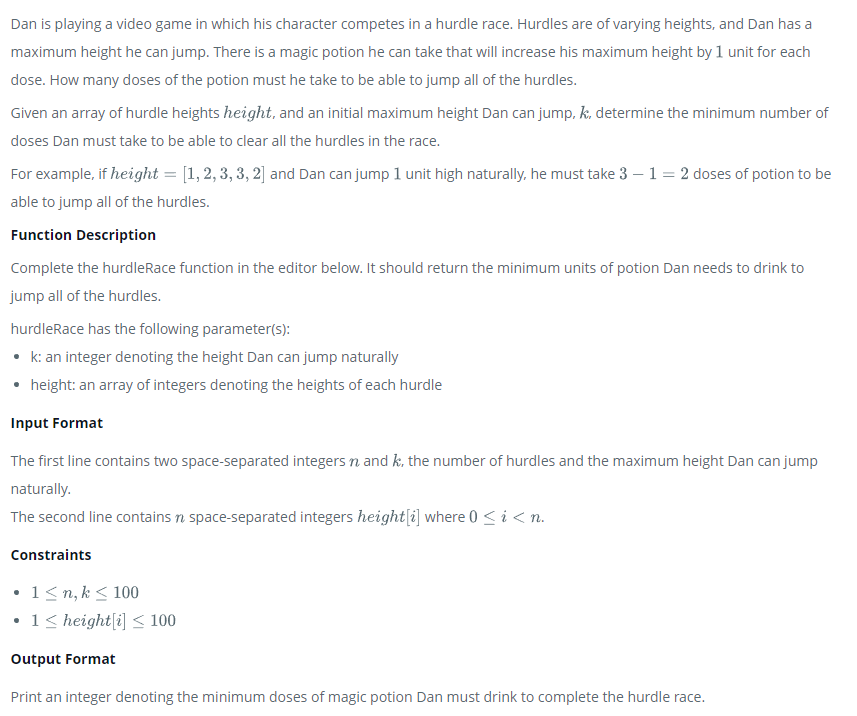 Dan is playing a video game in which his character competes in a hurdle race. Hurdles are of varying heights, and Dan has a
maximum height he can jump. There is a magic potion he can take that will increase his maximum height by 1 unit for each
dose. How many doses of the potion must he take to be able to jump all of the hurdles.
Given an array of hurdle heights height, and an initial maximum height Dan can jump, k, determine the minimum number of
doses Dan must take to be able to clear all the hurdles in the race.
For example, if height = [1, 2, 3, 3, 2] and Dan can jump 1 unit high naturally, he must take 3 − 1 = 2 doses of potion to be
able to jump all of the hurdles.
Function Description
Complete the hurdleRace function in the editor below. It should return the minimum units of potion Dan needs to drink to
jump all of the hurdles.
hurdleRace has the following parameter(s):
• k: an integer denoting the height Dan can jump naturally
• height: an array of integers denoting the heights of each hurdle
Input Format
The first line contains two space-separated integers n and k, the number of hurdles and the maximum height Dan can jump
naturally.
The second line contains n space-separated integers height[i] where 0 ≤ i < n.
Constraints
• 1 ≤ n, k ≤ 100
• 1 ≤ height[i] ≤ 100
Output Format
Print an integer denoting the minimum doses of magic potion Dan must drink to complete the hurdle race.